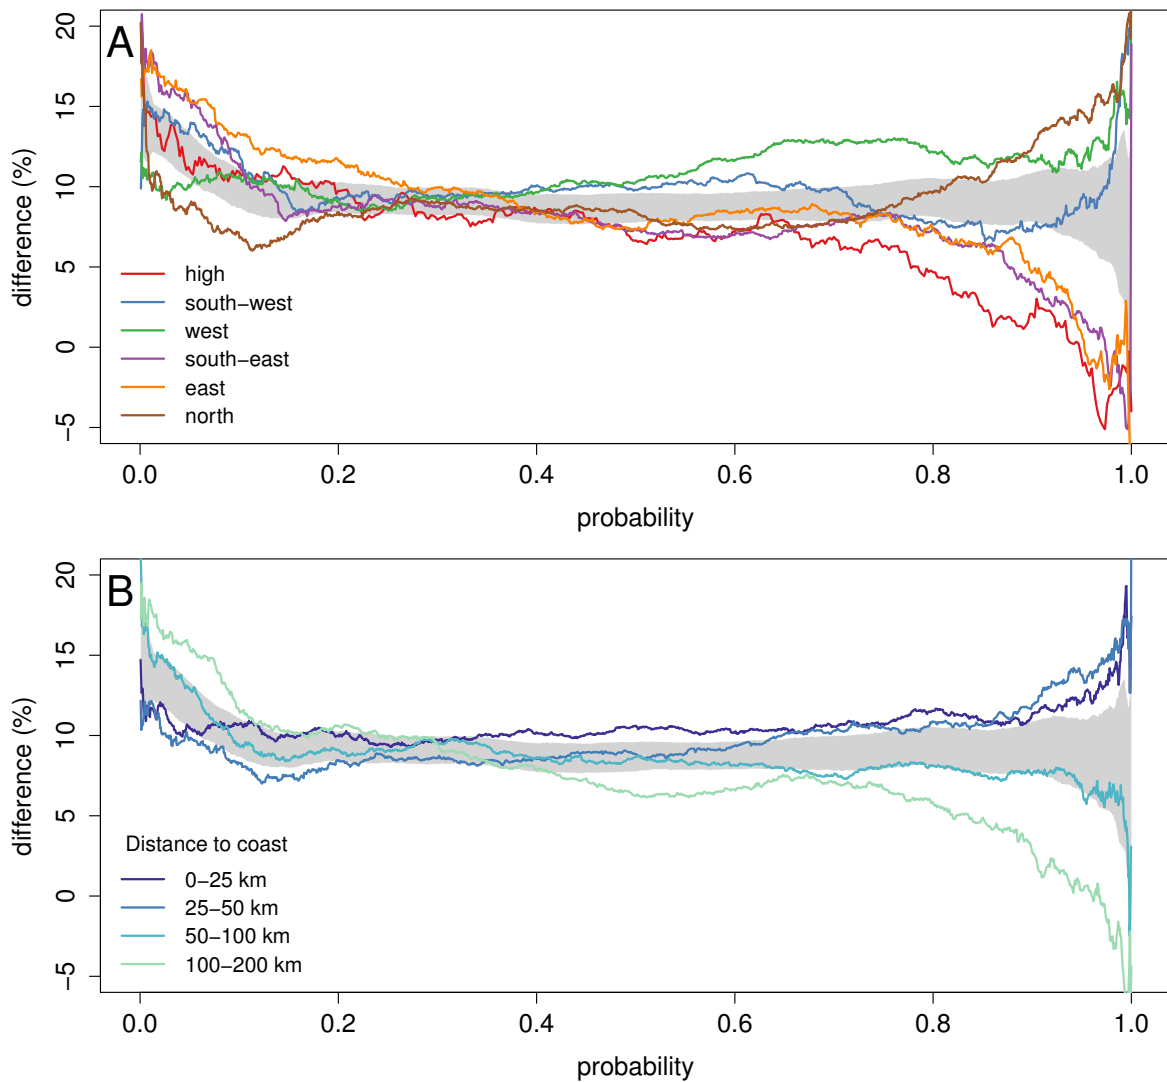 A
difference (%)
20
15
10
5
0
−5
high
south−west
west
south−east
east
north
0.0 0.2 0.4 0.6 0.8 1.0
probability
B
difference (%)
20
15
10
5
0
−5
Distance to coast
0−25 km
25−50 km
50−100 km
100−200 km
0.0 0.2 0.4 0.6 0.8 1.0
probability